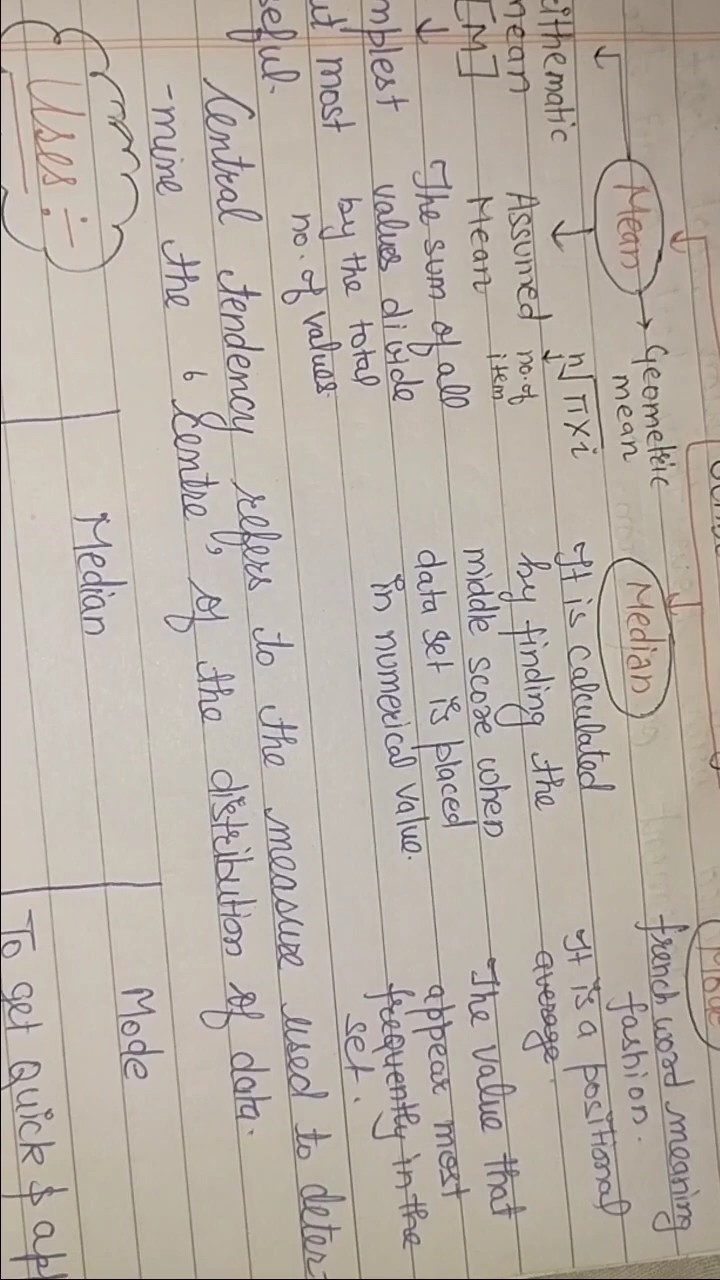 Mean → Geometric
mean
Median
french word meaning
fashion.
ithematic
mean
[M]
mplest
ut most
seful.
Assumed
Mean
The sum of all
values divide
by the total
no. of values.
no. of
item
n√πxi
It is calculated
by finding the
middle score when
data set is placed
in numerical value.
It is a positional
average.
The value that
appear most
frequently in the
set.
Central tendency refers to the measure used to deter-
-mine the 'centre' of the distribution of data.
Uses :-
Median
Mode
To get quick &